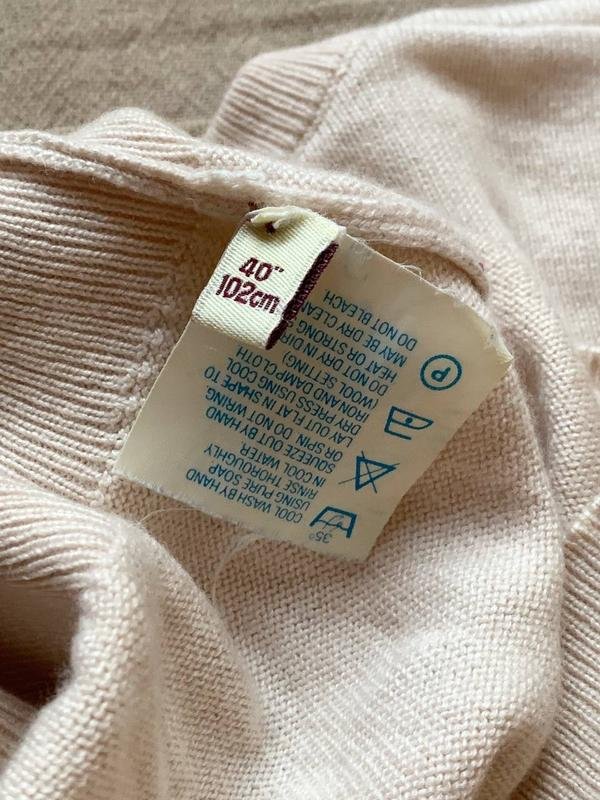 40"
102cm
35°
COOL WASH BY HAND
USING PURE SOAP
RINSE THOROUGHLY
IN COOL WATER.
SQUEEZE OUT BY HAND
OR SPIN DO NOT WRING
LAY OUT FLAT IN SHAPE TO
DRY PRESS USING COOL
IRON AND DAMP CLOTH
(WOOL SETTING)
DO NOT DRY IN
HEAT OR STRONG
MAY BE DRY
DO NOT BLEACH
P